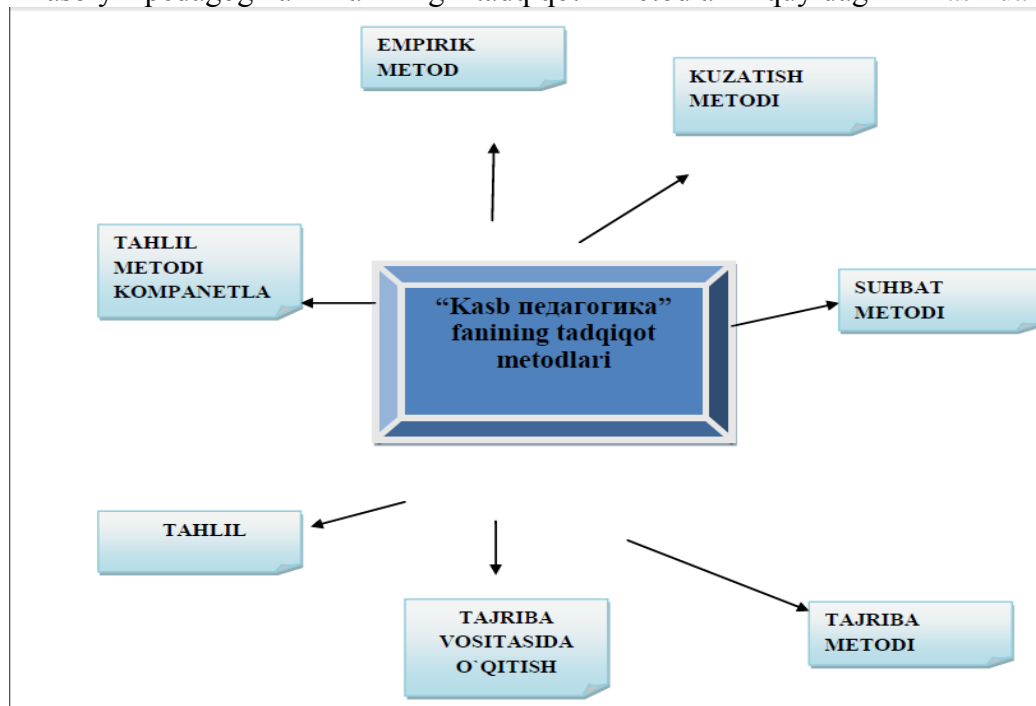 EMPIRIK
METOD
KUZATISH
METODI
TAHLIL
METODI
KOMPANETLA
“Kasb педагогика”
fanining tadqiqot
metodlari
SUHBAT
METODI
TAHLIL
TAJRIBA
VOSITASIDA
O`QITISH
TAJRIBA
METODI